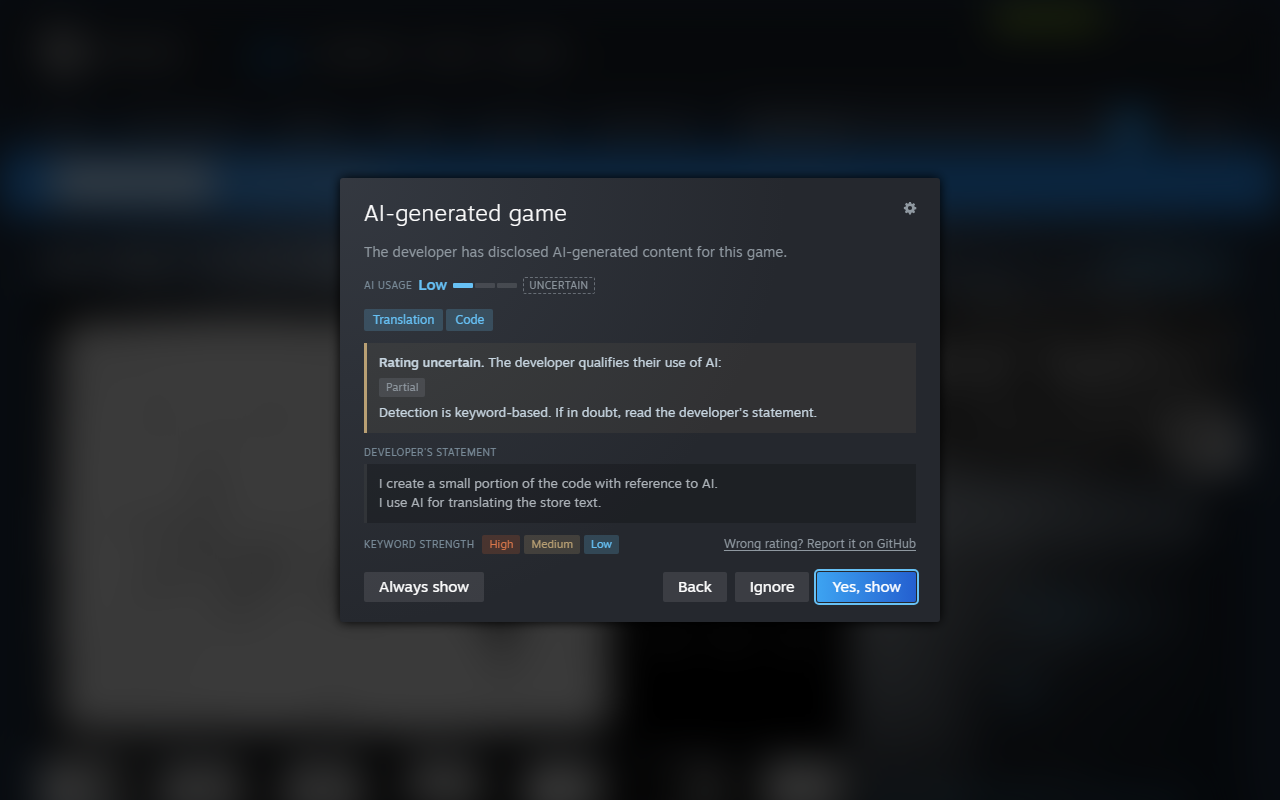 AI-generated game
The developer has disclosed AI-generated content for this game.
AI USAGE Low UNCERTAIN
Translation Code
Rating uncertain. The developer qualifies their use of AI:
Partial
Detection is keyword-based. If in doubt, read the developer's statement.
DEVELOPER'S STATEMENT
I create a small portion of the code with reference to AI.
I use AI for translating the store text.
KEYWORD STRENGTH High Medium Low Wrong rating? Report it on GitHub
Always show Back Ignore Yes, show